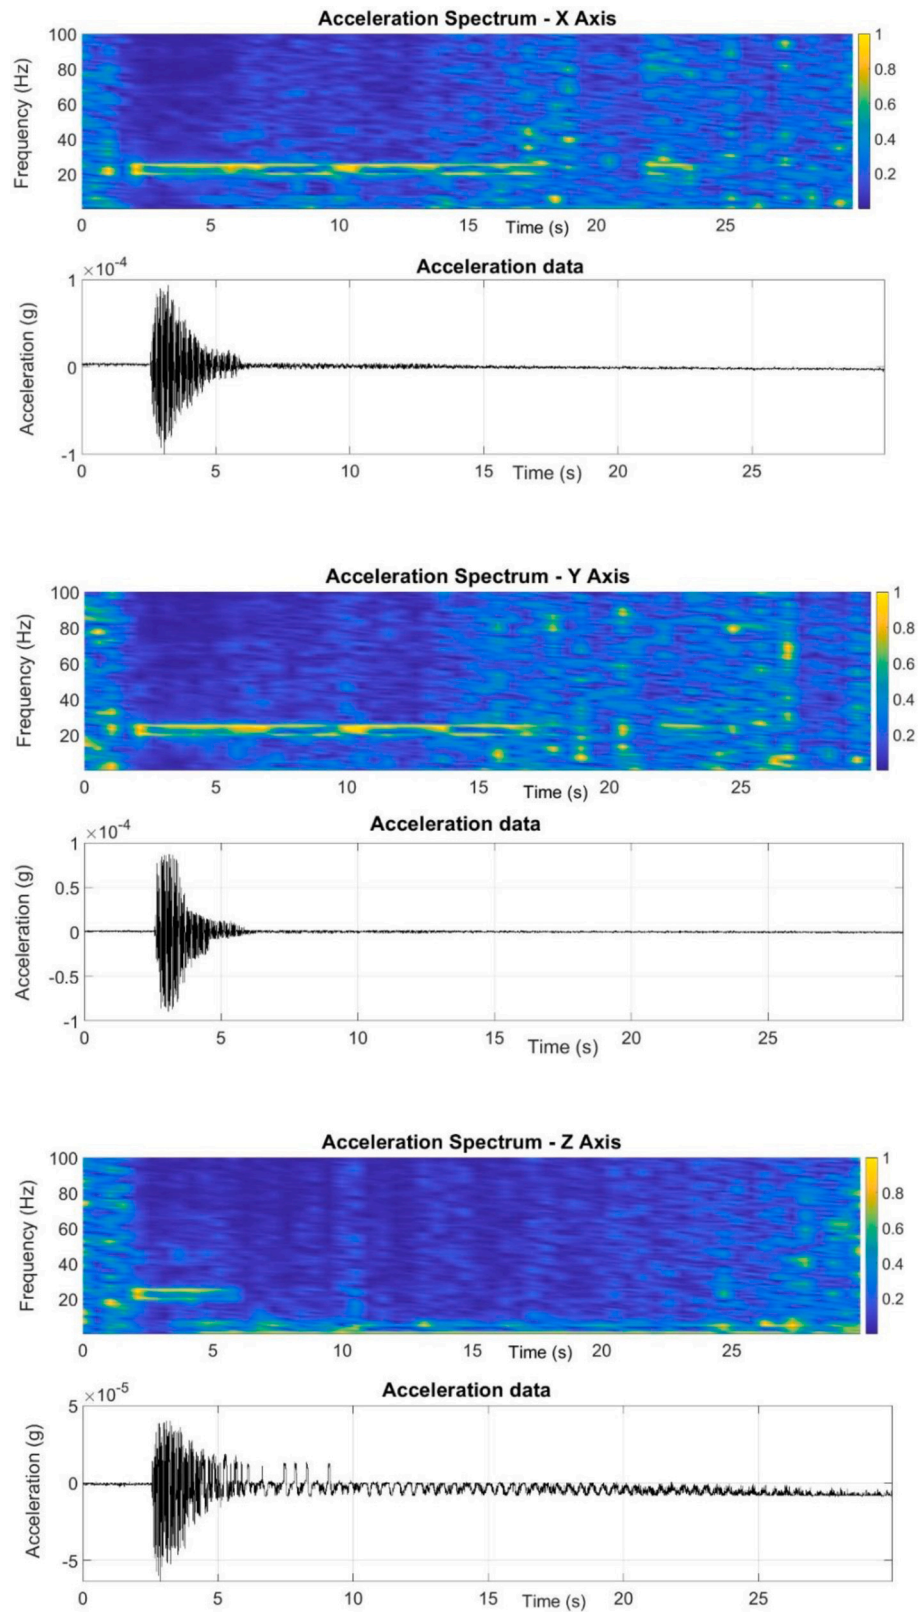 Acceleration Spectrum - X Axis
100
80
60
40
20
Frequency (Hz)
1
0.8
0.6
0.4
0.2
0 5 10 15 Time (s) 20 25
Acceleration data
×10-4
1
0
-1
Acceleration (g)
0 5 10 15 Time (s) 20 25
Acceleration Spectrum - Y Axis
100
80
60
40
20
Frequency (Hz)
1
0.8
0.6
0.4
0.2
0 5 10 15 Time (s) 20 25
Acceleration data
×10-4
1
0.5
0
-0.5
-1
Acceleration (g)
0 5 10 15 Time (s) 20 25
Acceleration Spectrum - Z Axis
100
80
60
40
20
Frequency (Hz)
1
0.8
0.6
0.4
0.2
0 5 10 15 Time (s) 20 25
Acceleration data
×10-5
5
0
-5
Acceleration (g)
0 5 10 15 Time (s) 20 25